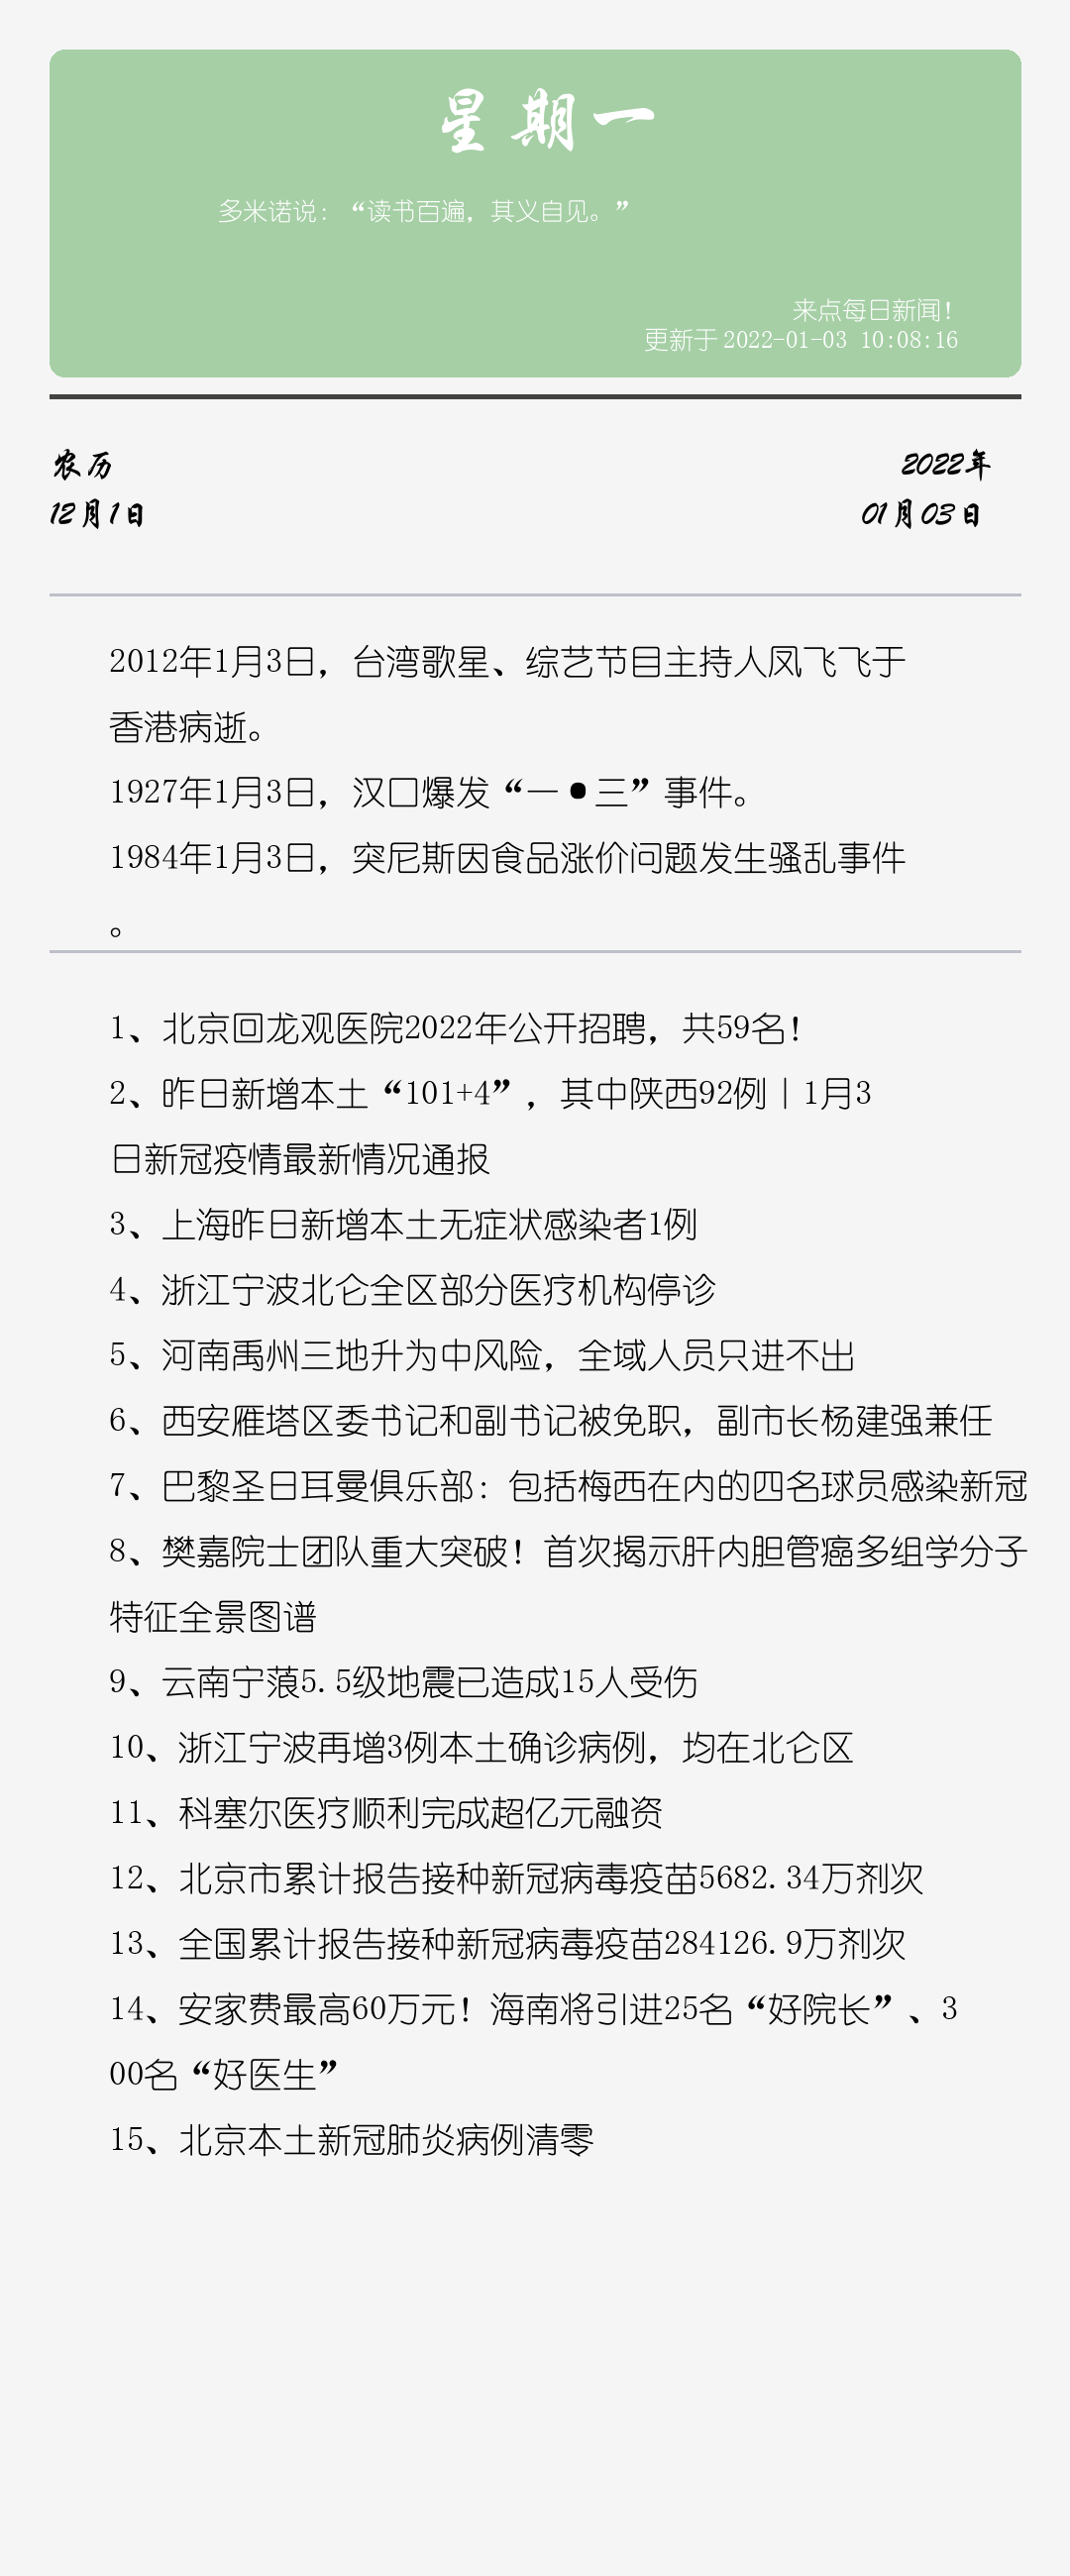 星期一
多米诺说：“读书百遍，其义自见。”
来点每日新闻！
更新于 2022-01-03 10:08:16
农历
2022年
12月1日
01月03日
2012年1月3日，台湾歌星、综艺节目主持人凤飞飞于
香港病逝。
1927年1月3日，汉口爆发“一•三”事件。
1984年1月3日，突尼斯因食品涨价问题发生骚乱事件
。
1、北京回龙观医院2022年公开招聘，共59名！
2、昨日新增本土“101+4”，其中陕西92例｜1月3
日新冠疫情最新情况通报
3、上海昨日新增本土无症状感染者1例
4、浙江宁波北仑全区部分医疗机构停诊
5、河南禹州三地升为中风险，全域人员只进不出
6、西安雁塔区委书记和副书记被免职，副市长杨建强兼任
7、巴黎圣日耳曼俱乐部：包括梅西在内的四名球员感染新冠
8、樊嘉院士团队重大突破！首次揭示肝内胆管癌多组学分子
特征全景图谱
9、云南宁蒗5.5级地震已造成15人受伤
10、浙江宁波再增3例本土确诊病例，均在北仑区
11、科塞尔医疗顺利完成超亿元融资
12、北京市累计报告接种新冠病毒疫苗5682.34万剂次
13、全国累计报告接种新冠病毒疫苗284126.9万剂次
14、安家费最高60万元！海南将引进25名“好院长”、3
00名“好医生”
15、北京本土新冠肺炎病例清零